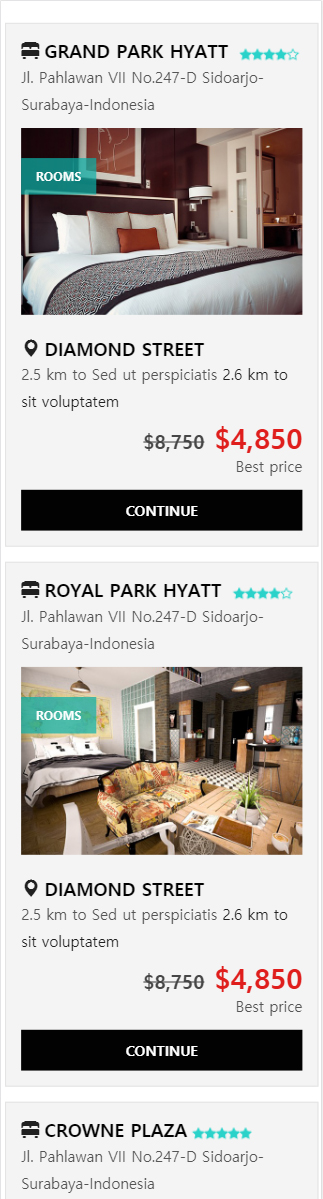 GRAND PARK HYATT
Jl. Pahlawan VII No.247-D Sidoarjo-
Surabaya-Indonesia
ROOMS
DIAMOND STREET
2.5 km to Sed ut perspiciatis 2.6 km to
sit voluptatem
$8,750 $4,850
Best price
CONTINUE
ROYAL PARK HYATT
Jl. Pahlawan VII No.247-D Sidoarjo-
Surabaya-Indonesia
ROOMS
DIAMOND STREET
2.5 km to Sed ut perspiciatis 2.6 km to
sit voluptatem
$8,750 $4,850
Best price
CONTINUE
CROWNE PLAZA
Jl. Pahlawan VII No.247-D Sidoarjo-
Surabaya-Indonesia